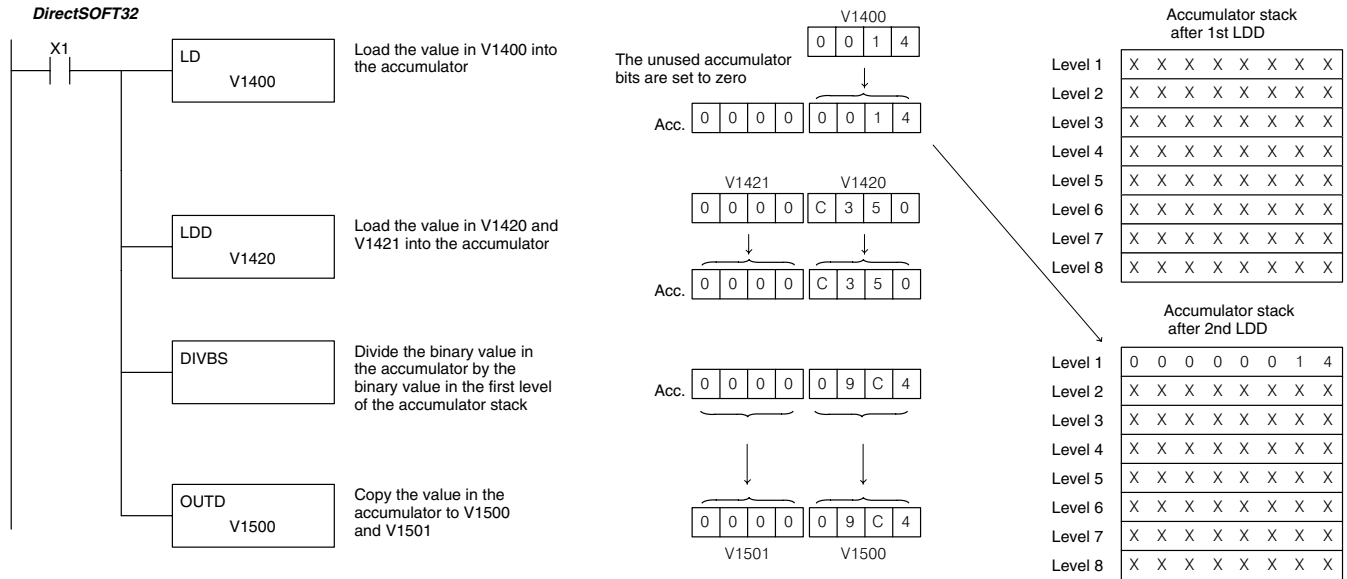 DirectSOFT32
X1
LD
V1400
Load the value in V1400 into
the accumulator
LDD
V1420
Load the value in V1420 and
V1421 into the accumulator
DIVBS
Divide the binary value in
the accumulator by the
binary value in the first level
of the accumulator stack
OUTD
V1500
Copy the value in the
accumulator to V1500
and V1501
V1400
0 0 1 4
The unused accumulator
bits are set to zero
Acc. 0 0 0 0 0 0 1 4
V1421 V1420
0 0 0 0 C 3 5 0
Acc. 0 0 0 0 C 3 5 0
Acc. 0 0 0 0 0 9 C 4
0 0 0 0 0 9 C 4
V1501 V1500
Accumulator stack
after 1st LDD
Level 1 X X X X X X X X
Level 2 X X X X X X X X
Level 3 X X X X X X X X
Level 4 X X X X X X X X
Level 5 X X X X X X X X
Level 6 X X X X X X X X
Level 7 X X X X X X X X
Level 8 X X X X X X X X
Accumulator stack
after 2nd LDD
Level 1 0 0 0 0 0 0 1 4
Level 2 X X X X X X X X
Level 3 X X X X X X X X
Level 4 X X X X X X X X
Level 5 X X X X X X X X
Level 6 X X X X X X X X
Level 7 X X X X X X X X
Level 8 X X X X X X X X